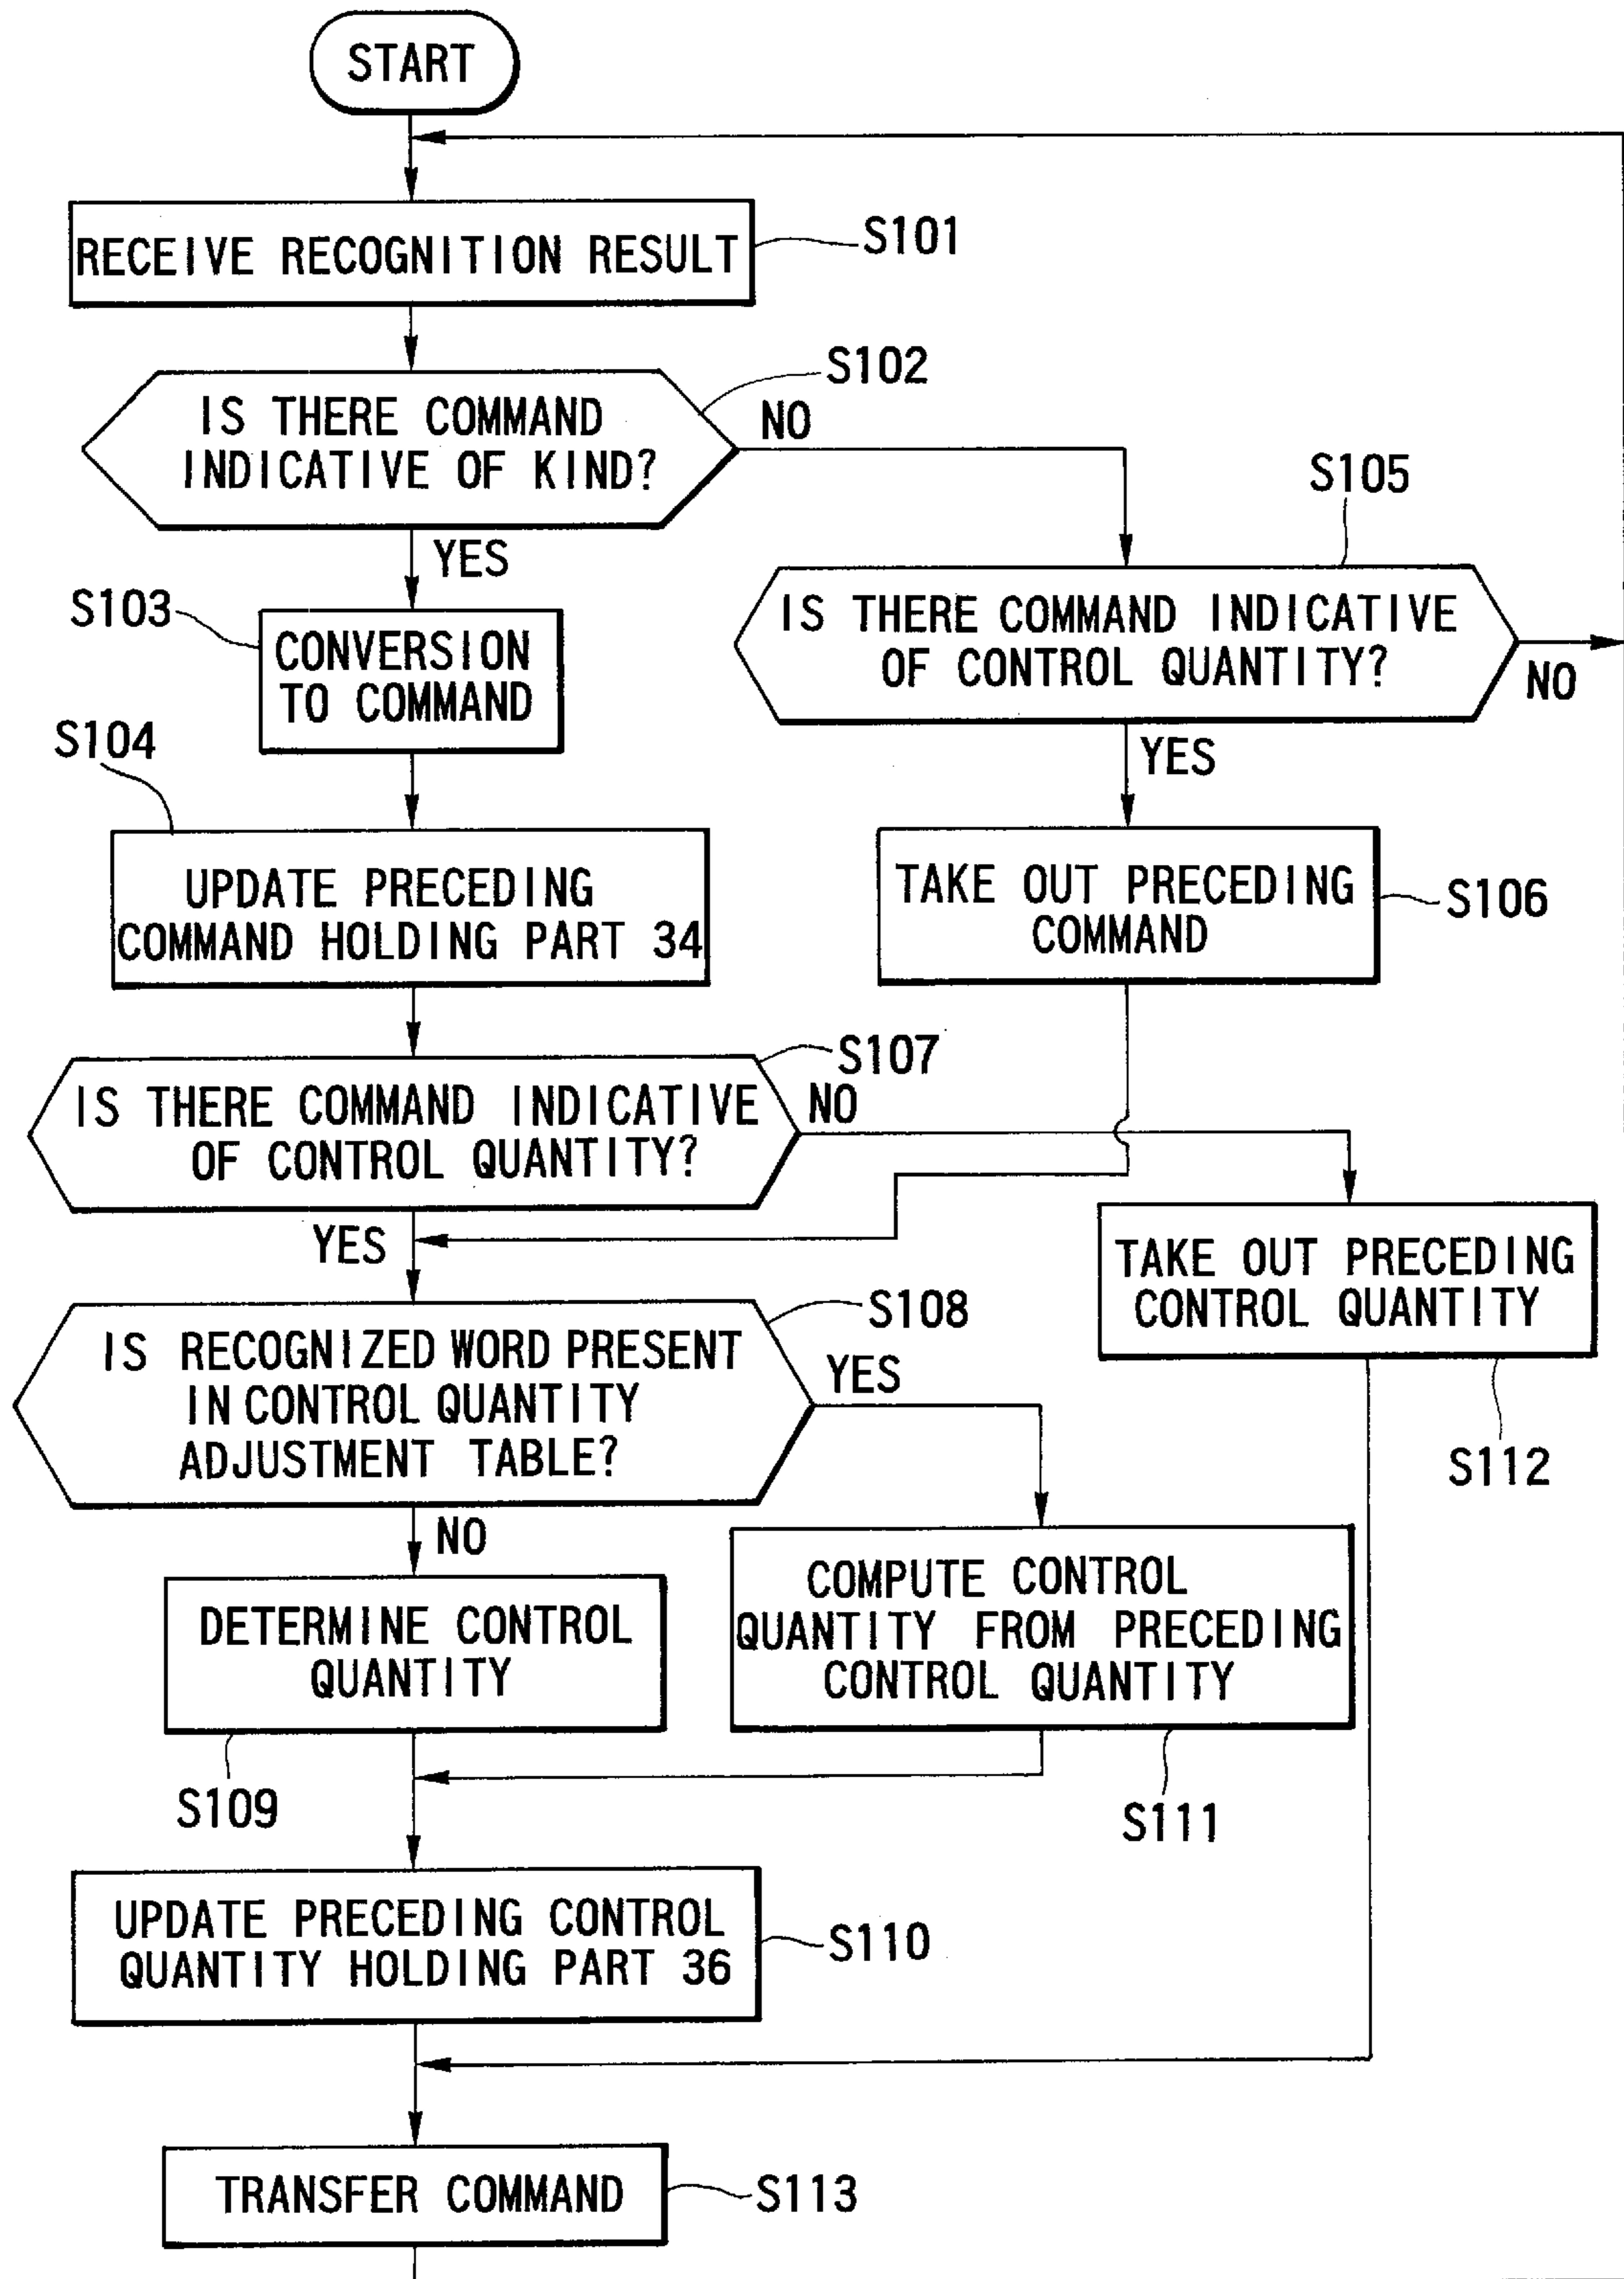 START
RECEIVE RECOGNITION RESULT
S101
IS THERE COMMAND
INDICATIVE OF KIND?
S102
NO
YES
S103
CONVERSION
TO COMMAND
S105
IS THERE COMMAND INDICATIVE
OF CONTROL QUANTITY?
NO
YES
S104
UPDATE PRECEDING
COMMAND HOLDING PART 34
TAKE OUT PRECEDING
COMMAND
S106
S107
IS THERE COMMAND INDICATIVE
OF CONTROL QUANTITY?
NO
YES
TAKE OUT PRECEDING
CONTROL QUANTITY
S112
S108
IS RECOGNIZED WORD PRESENT
IN CONTROL QUANTITY
ADJUSTMENT TABLE?
YES
NO
DETERMINE CONTROL
QUANTITY
S109
COMPUTE CONTROL
QUANTITY FROM PRECEDING
CONTROL QUANTITY
S111
UPDATE PRECEDING CONTROL
QUANTITY HOLDING PART 36
S110
TRANSFER COMMAND
S113